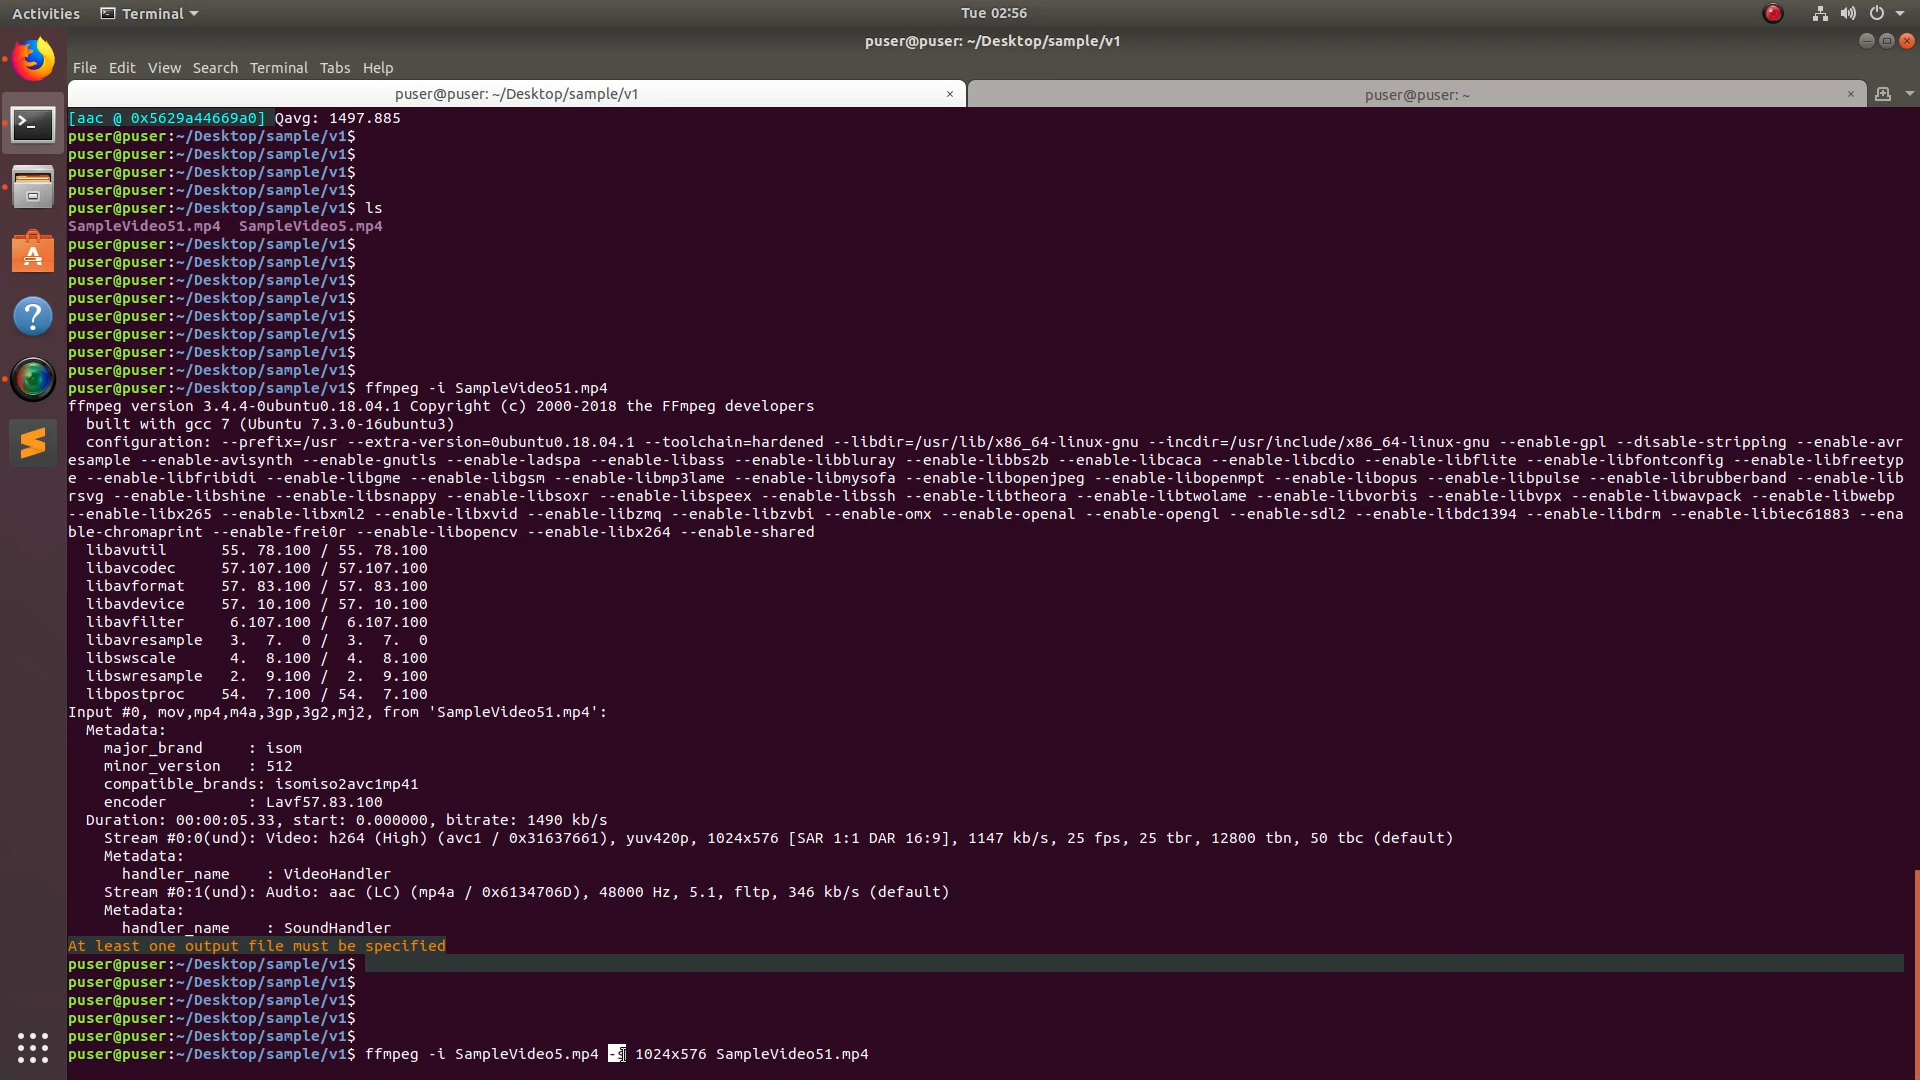 Activities Terminal Tue 02:56
puser@puser: ~/Desktop/sample/v1
File Edit View Search Terminal Tabs Help
puser@puser: ~/Desktop/sample/v1 × puser@puser: ~ ×
[aac @ 0x5629a44669a0] Qavg: 1497.885
puser@puser:~/Desktop/sample/v1$
puser@puser:~/Desktop/sample/v1$
puser@puser:~/Desktop/sample/v1$
puser@puser:~/Desktop/sample/v1$
puser@puser:~/Desktop/sample/v1$ ls
SampleVideo51.mp4  SampleVideo5.mp4
puser@puser:~/Desktop/sample/v1$
puser@puser:~/Desktop/sample/v1$
puser@puser:~/Desktop/sample/v1$
puser@puser:~/Desktop/sample/v1$
puser@puser:~/Desktop/sample/v1$
puser@puser:~/Desktop/sample/v1$
puser@puser:~/Desktop/sample/v1$
puser@puser:~/Desktop/sample/v1$
puser@puser:~/Desktop/sample/v1$ ffmpeg -i SampleVideo51.mp4
ffmpeg version 3.4.4-0ubuntu0.18.04.1 Copyright (c) 2000-2018 the FFmpeg developers
  built with gcc 7 (Ubuntu 7.3.0-16ubuntu3)
  configuration: --prefix=/usr --extra-version=0ubuntu0.18.04.1 --toolchain=hardened --libdir=/usr/lib/x86_64-linux-gnu --incdir=/usr/include/x86_64-linux-gnu --enable-gpl --disable-stripping --enable-avr
esample --enable-avisynth --enable-gnutls --enable-ladspa --enable-libass --enable-libbluray --enable-libbs2b --enable-libcaca --enable-libcdio --enable-libflite --enable-libfontconfig --enable-libfreetyp
e --enable-libfribidi --enable-libgme --enable-libgsm --enable-libmp3lame --enable-libmysofa --enable-libopenjpeg --enable-libopenmpt --enable-libopus --enable-libpulse --enable-librubberband --enable-lib
rsvg --enable-libshine --enable-libsnappy --enable-libsoxr --enable-libspeex --enable-libssh --enable-libtheora --enable-libtwolame --enable-libvorbis --enable-libvpx --enable-libwavpack --enable-libwebp
--enable-libx265 --enable-libxml2 --enable-libxvid --enable-libzmq --enable-libzvbi --enable-omx --enable-openal --enable-opengl --enable-sdl2 --enable-libdc1394 --enable-libdrm --enable-libiec61883 --ena
ble-chromaprint --enable-frei0r --enable-libopencv --enable-libx264 --enable-shared
  libavutil      55. 78.100 / 55. 78.100
  libavcodec     57.107.100 / 57.107.100
  libavformat    57. 83.100 / 57. 83.100
  libavdevice    57. 10.100 / 57. 10.100
  libavfilter     6.107.100 /  6.107.100
  libavresample   3.  7.  0 /  3.  7.  0
  libswscale      4.  8.100 /  4.  8.100
  libswresample   2.  9.100 /  2.  9.100
  libpostproc    54.  7.100 / 54.  7.100
Input #0, mov,mp4,m4a,3gp,3g2,mj2, from 'SampleVideo51.mp4':
  Metadata:
    major_brand     : isom
    minor_version   : 512
    compatible_brands: isomiso2avc1mp41
    encoder         : Lavf57.83.100
  Duration: 00:00:05.33, start: 0.000000, bitrate: 1490 kb/s
    Stream #0:0(und): Video: h264 (High) (avc1 / 0x31637661), yuv420p, 1024x576 [SAR 1:1 DAR 16:9], 1147 kb/s, 25 fps, 25 tbr, 12800 tbn, 50 tbc (default)
    Metadata:
      handler_name    : VideoHandler
    Stream #0:1(und): Audio: aac (LC) (mp4a / 0x6134706D), 48000 Hz, 5.1, fltp, 346 kb/s (default)
    Metadata:
      handler_name    : SoundHandler
At least one output file must be specified
puser@puser:~/Desktop/sample/v1$
puser@puser:~/Desktop/sample/v1$
puser@puser:~/Desktop/sample/v1$
puser@puser:~/Desktop/sample/v1$
puser@puser:~/Desktop/sample/v1$
puser@puser:~/Desktop/sample/v1$ ffmpeg -i SampleVideo5.mp4 -s 1024x576 SampleVideo51.mp4